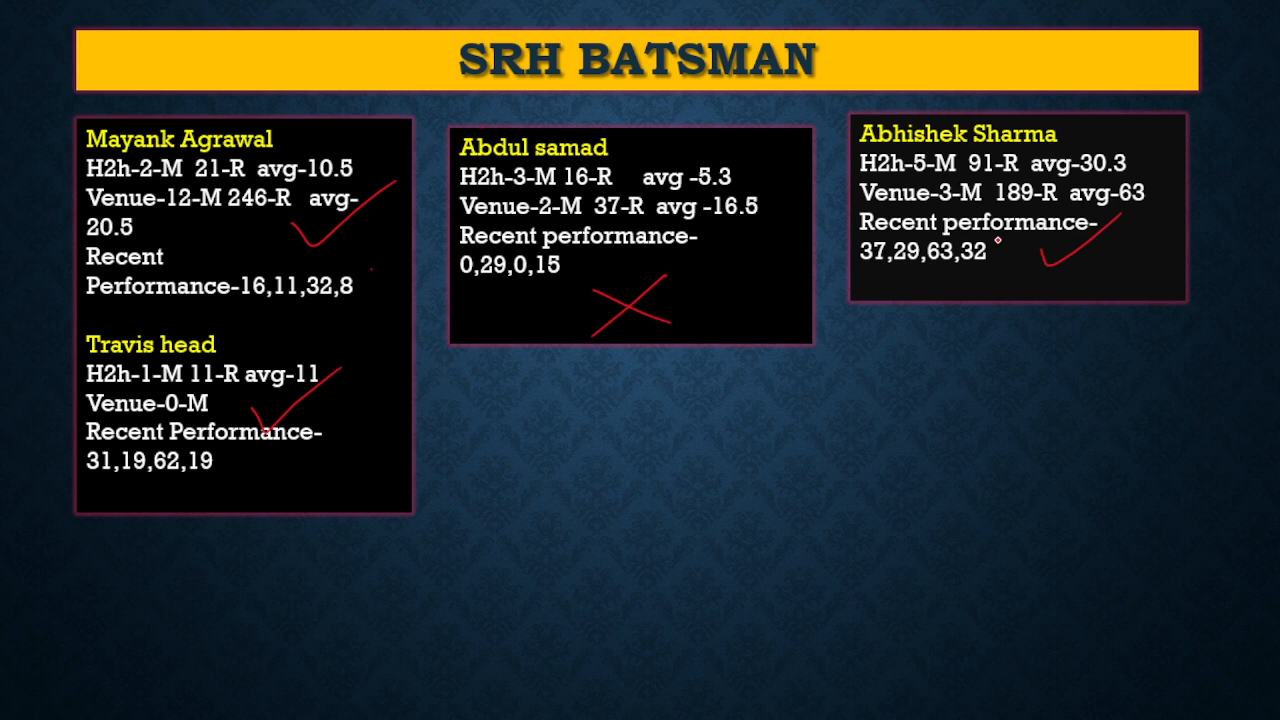 SRH BATSMAN
Mayank Agrawal
H2h-2-M 21-R avg-10.5
Venue-12-M 246-R avg-
20.5
Recent
Performance-16,11,32,8
Travis head
H2h-1-M 11-R avg-11
Venue-0-M
Recent Performance-
31,19,62,19
Abdul samad
H2h-3-M 16-R avg -5.3
Venue-2-M 37-R avg -16.5
Recent performance-
0,29,0,15
Abhishek Sharma
H2h-5-M 91-R avg-30.3
Venue-3-M 189-R avg-63
Recent performance-
37,29,63,32